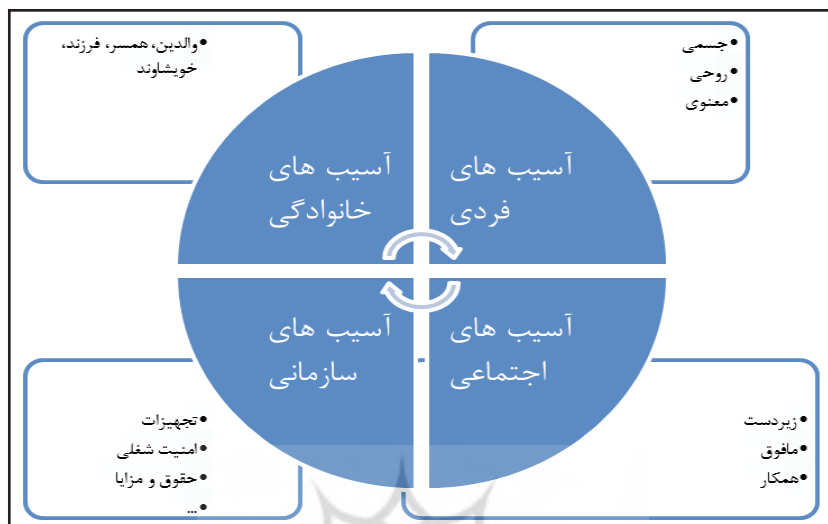 •جسمی
•روحی
•معنوی
آسیب های
فردی
•والدین، همسر، فرزند،
خویشاوند
آسیب های
خانوادگی
آسیب های
اجتماعی
•زیردست
•مافوق
•همکار
آسیب های
سازمانی
•تجهیزات
•امنیت شغلی
•حقوق و مزایا
•...